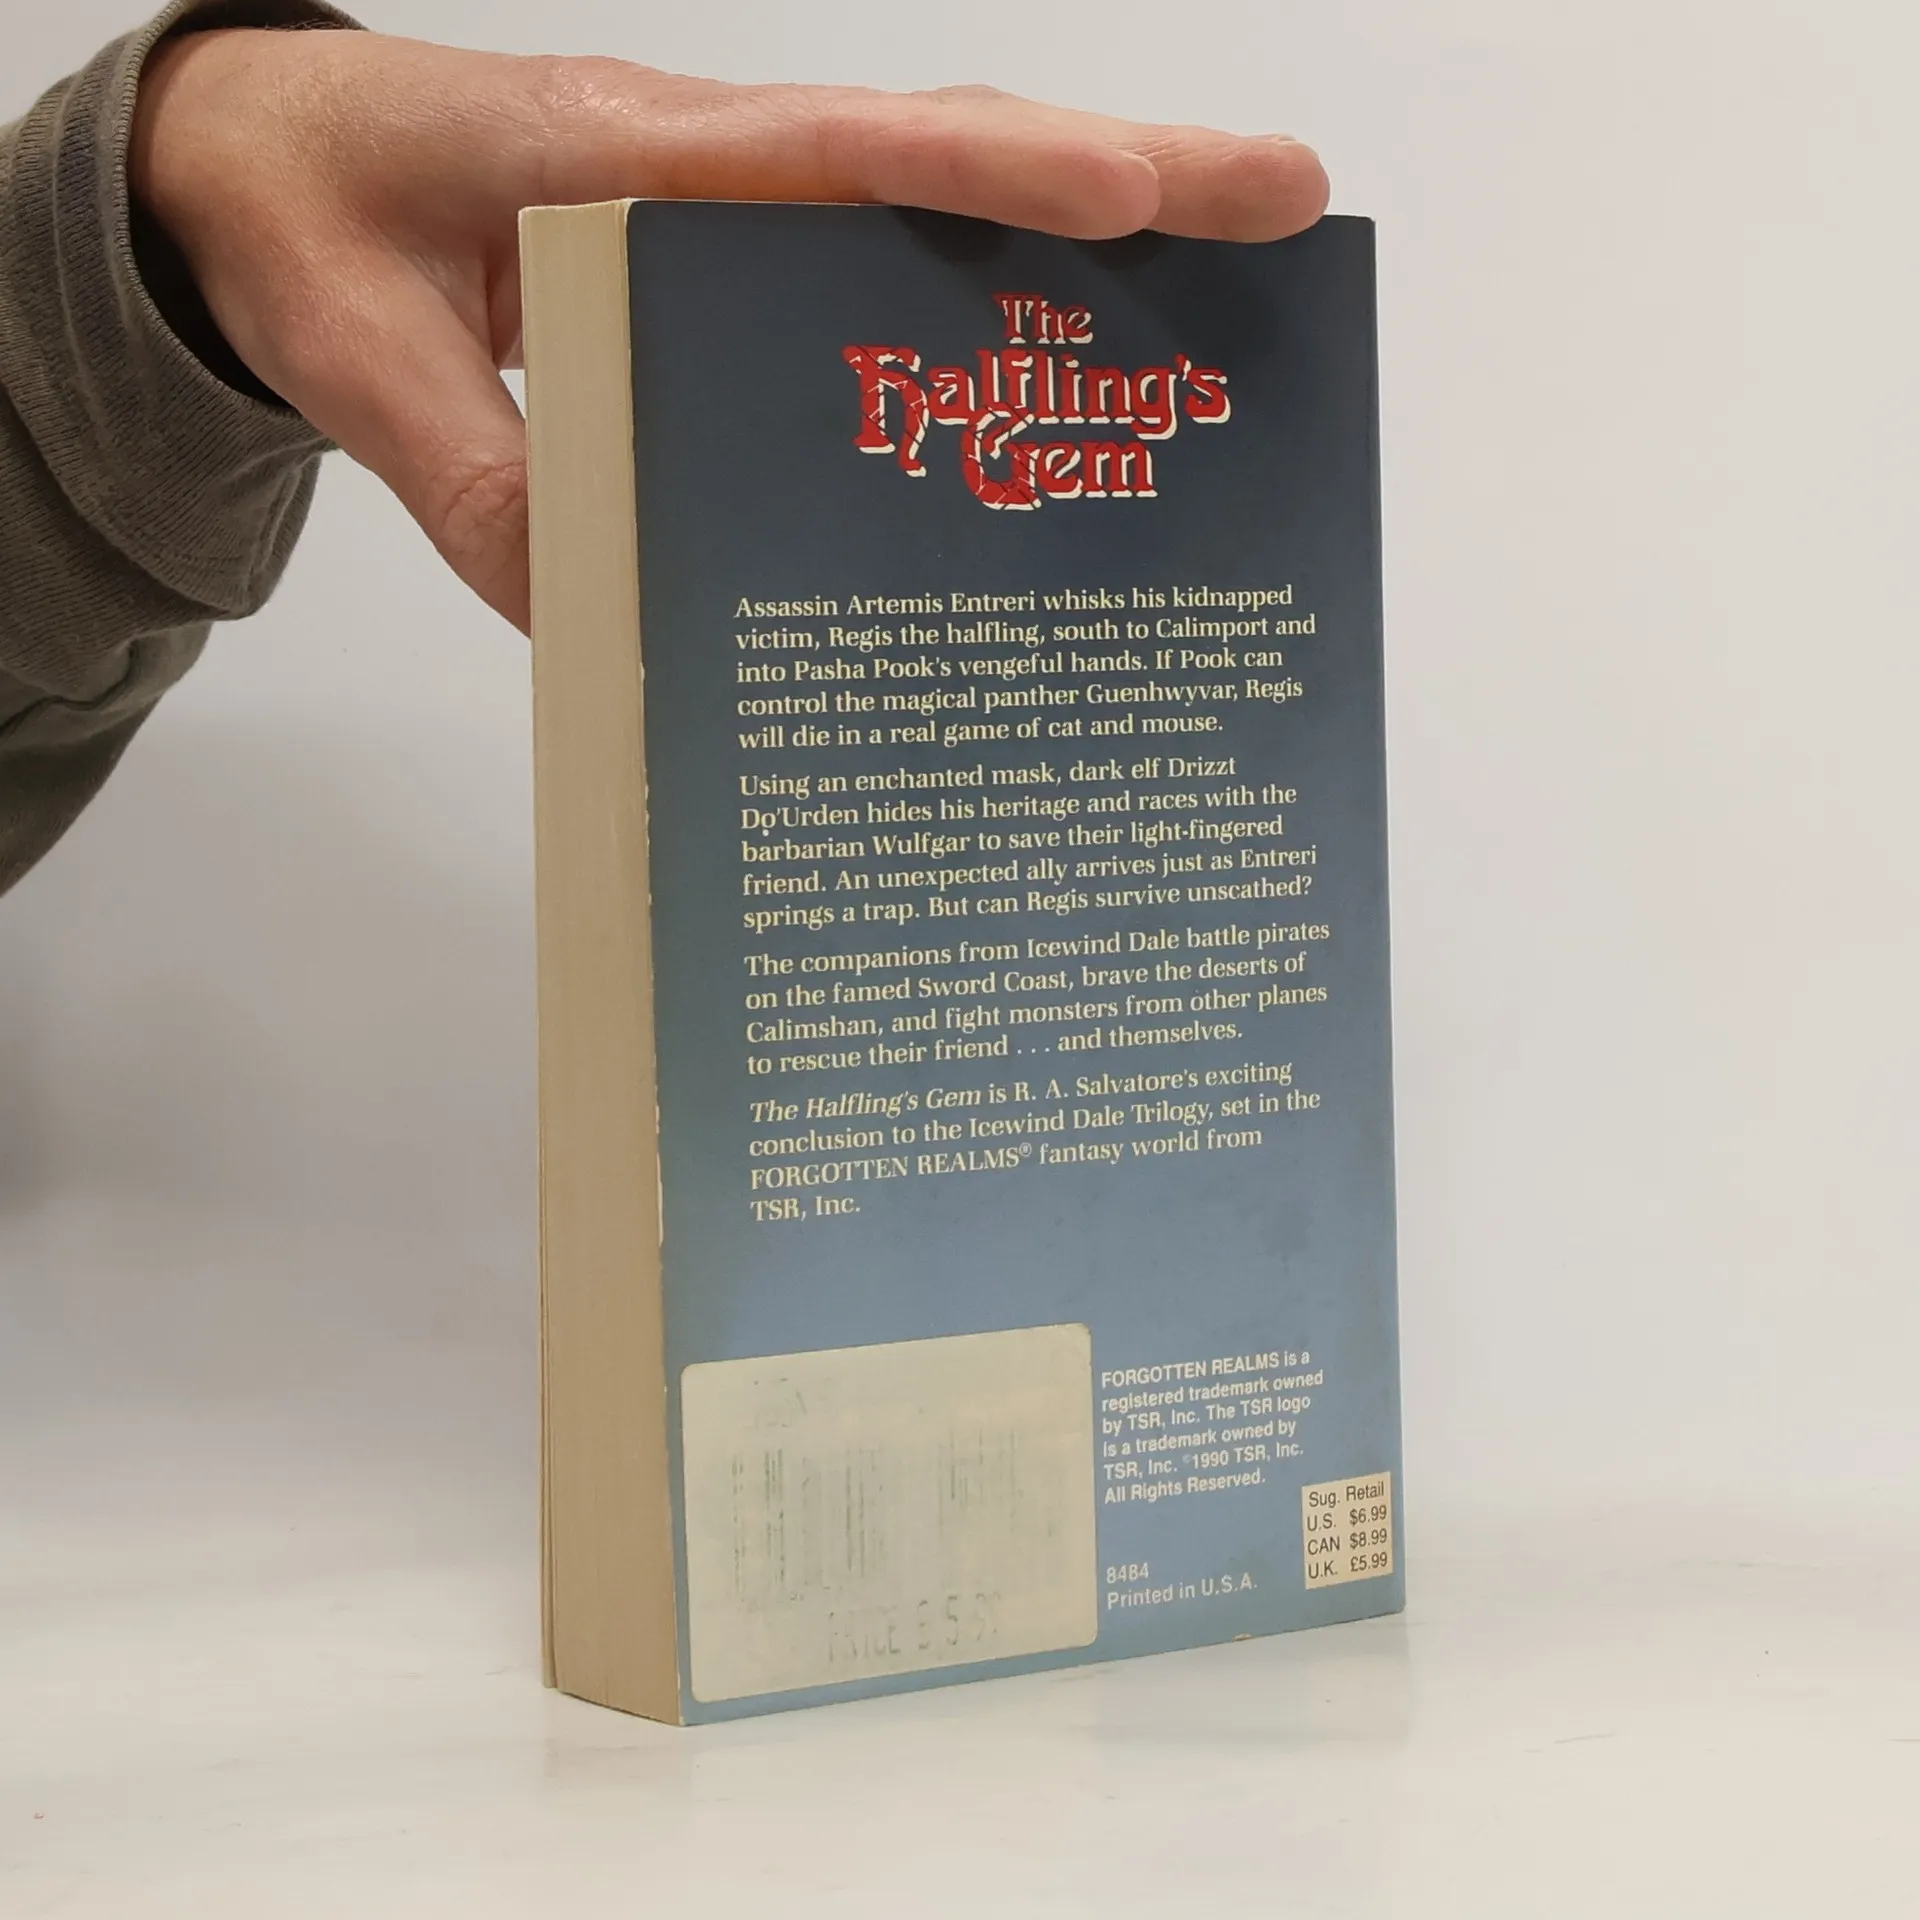 The
Halfling's
Gem
Assassin Artemis Entreri whisks his kidnapped
victim, Regis the halfling, south to Calimport and
into Pasha Pook's vengeful hands. If Pook can
control the magical panther Guenhwyvar, Regis
will die in a real game of cat and mouse.
Using an enchanted mask, dark elf Drizzt
Do'Urden hides his heritage and races with the
barbarian Wulfgar to save their light-fingered
friend. An unexpected ally arrives just as Entreri
springs a trap. But can Regis survive unscathed?
The companions from Icewind Dale battle pirates
on the famed Sword Coast, brave the deserts of
Calimshan, and fight monsters from other planes
to rescue their friend . . . and themselves.
The Halfling's Gem is R. A. Salvatore's exciting
conclusion to the Icewind Dale Trilogy, set in the
FORGOTTEN REALMS® fantasy world from
TSR, Inc.
FORGOTTEN REALMS is a
registered trademark owned
by TSR, Inc. The TSR logo
is a trademark owned by
TSR, Inc. ©1990 TSR, Inc.
All Rights Reserved.
8484
Printed in U.S.A.
Sug. Retail
U.S. $6.99
CAN $8.99
U.K. £5.99
PRICE £5.99